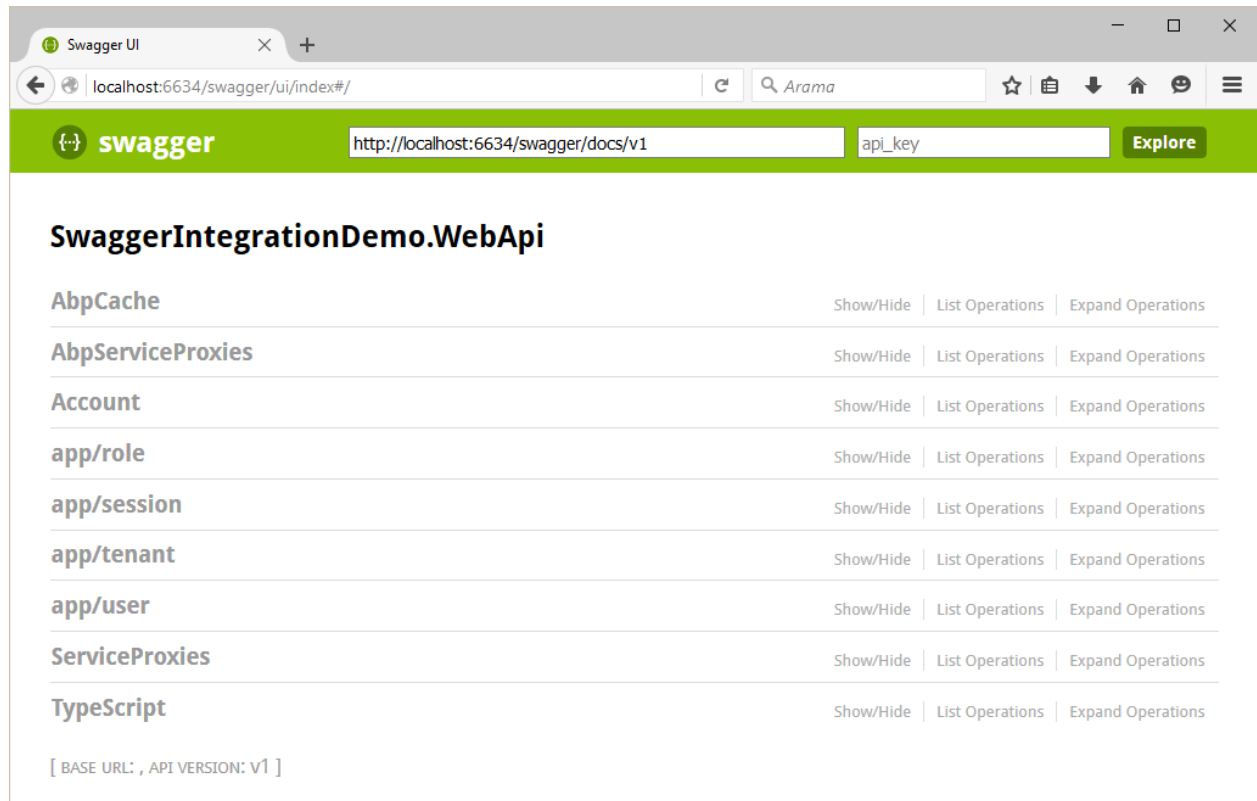 Swagger UI
localhost:6634/swagger/ui/index#/ Arama
swagger http://localhost:6634/swagger/docs/v1 api_key Explore
SwaggerIntegrationDemo.WebApi
AbpCache Show/Hide List Operations Expand Operations
AbpServiceProxies Show/Hide List Operations Expand Operations
Account Show/Hide List Operations Expand Operations
app/role Show/Hide List Operations Expand Operations
app/session Show/Hide List Operations Expand Operations
app/tenant Show/Hide List Operations Expand Operations
app/user Show/Hide List Operations Expand Operations
ServiceProxies Show/Hide List Operations Expand Operations
TypeScript Show/Hide List Operations Expand Operations
[ BASE URL: , API VERSION: V1 ]